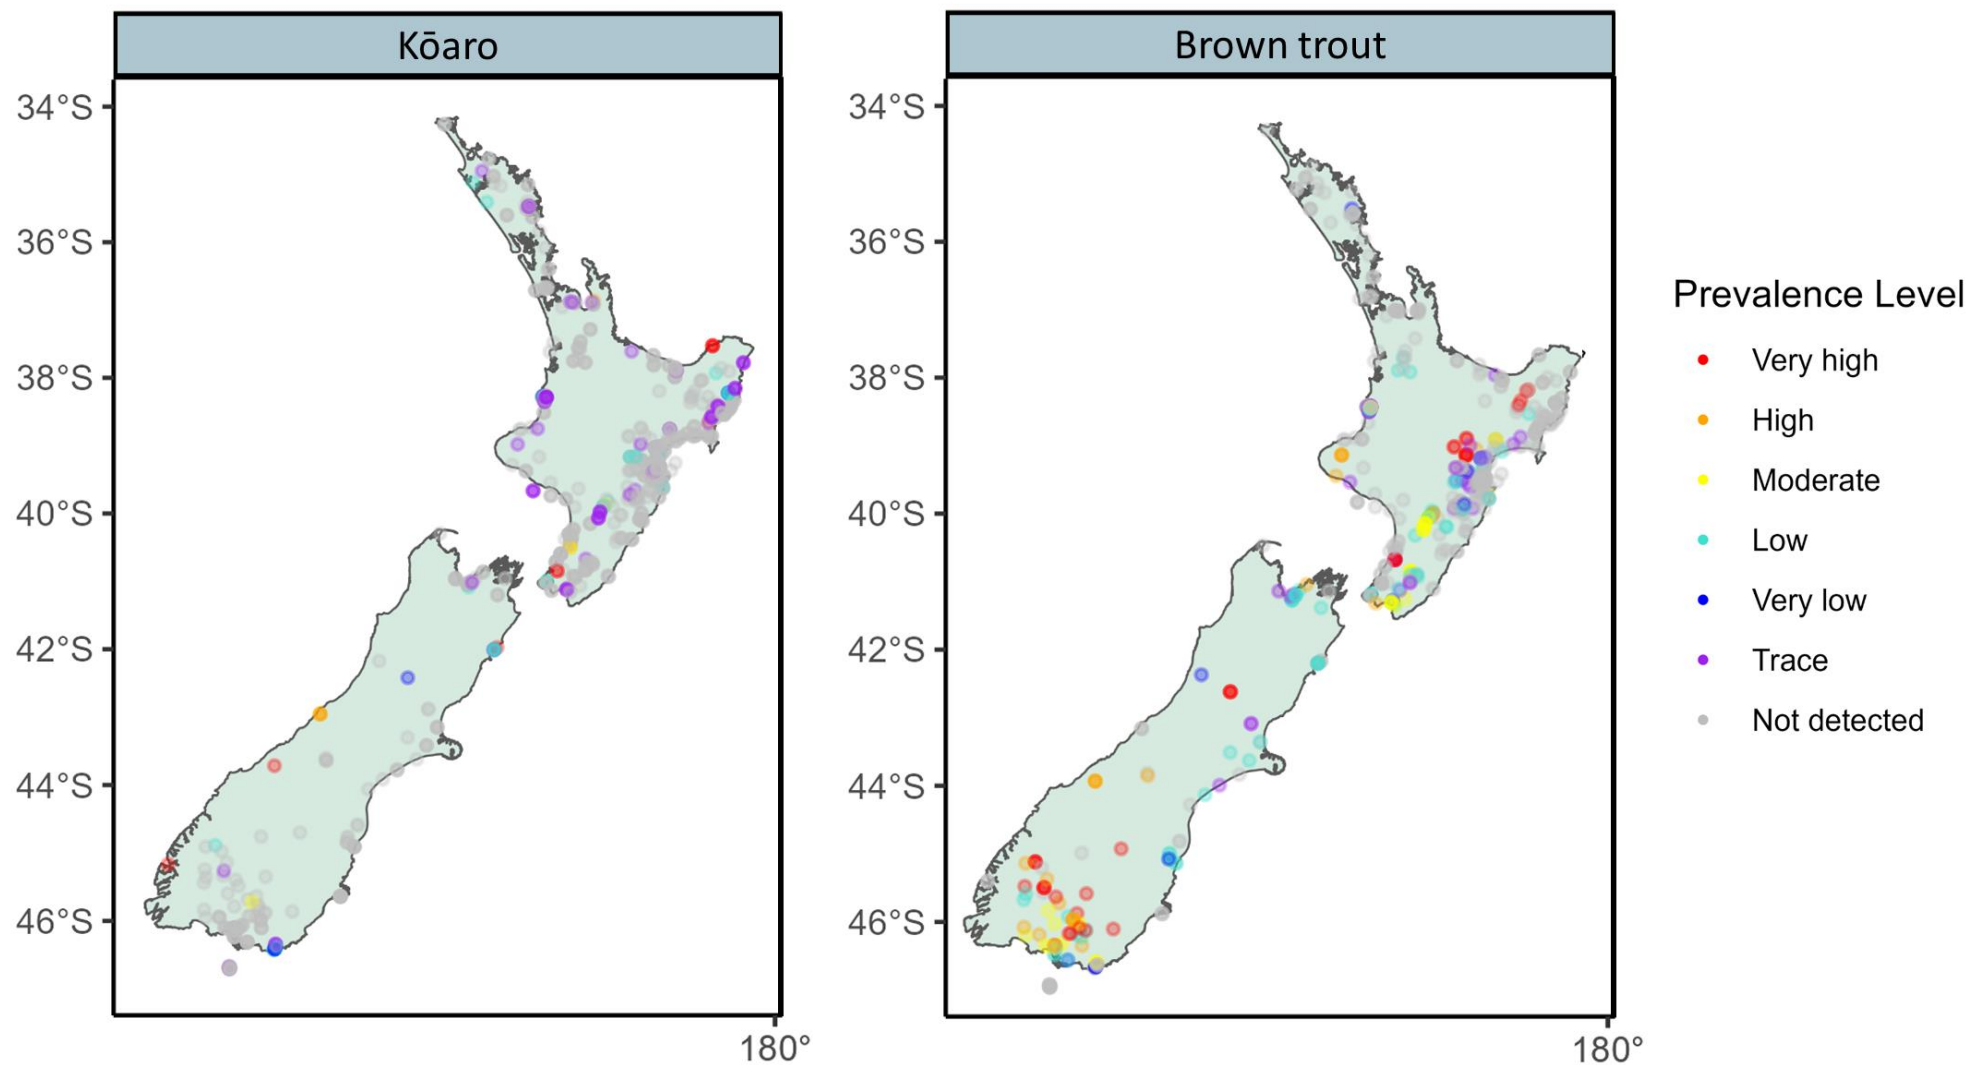 Kōaro
34°S
36°S
38°S
40°S
42°S
44°S
46°S
180°
Brown trout
34°S
36°S
38°S
40°S
42°S
44°S
46°S
180°
Prevalence Level
Very high
High
Moderate
Low
Very low
Trace
Not detected